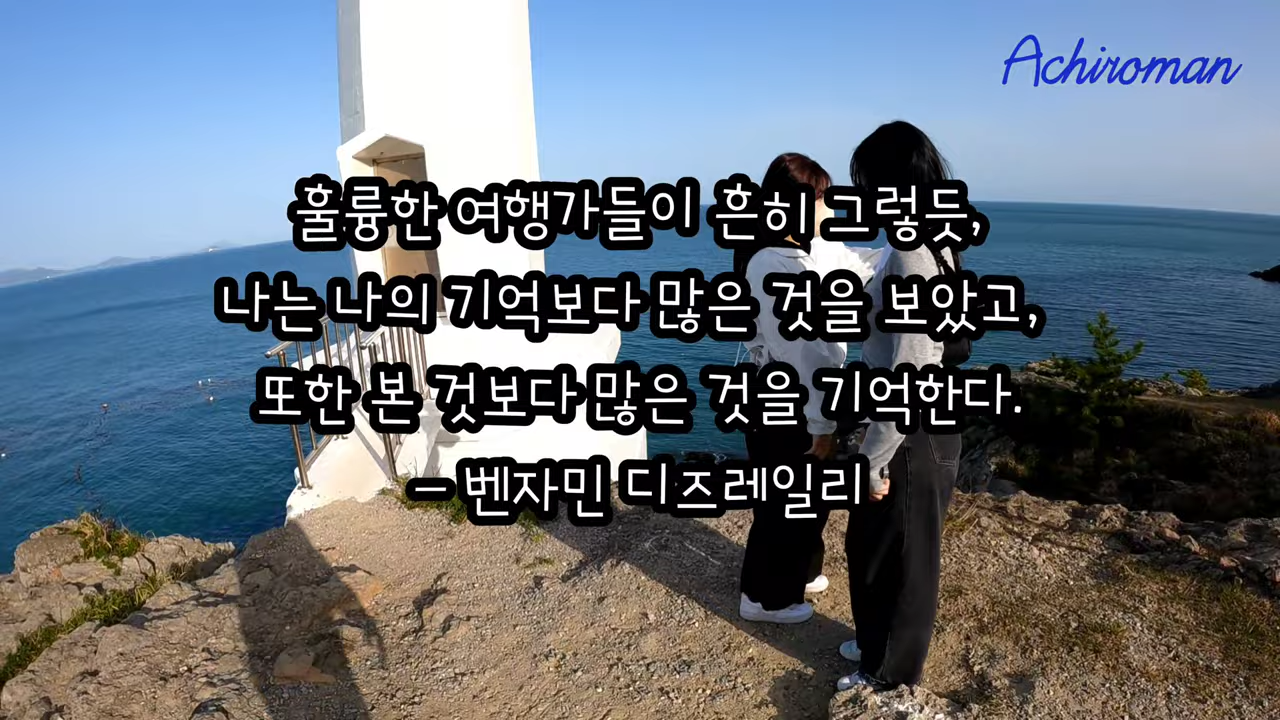 Achiroman
훌륭한 여행가들이 흔히 그렇듯,
나는 나의 기억보다 많은 것을 보았고,
또한 본 것보다 많은 것을 기억한다.
– 벤자민 디즈레일리